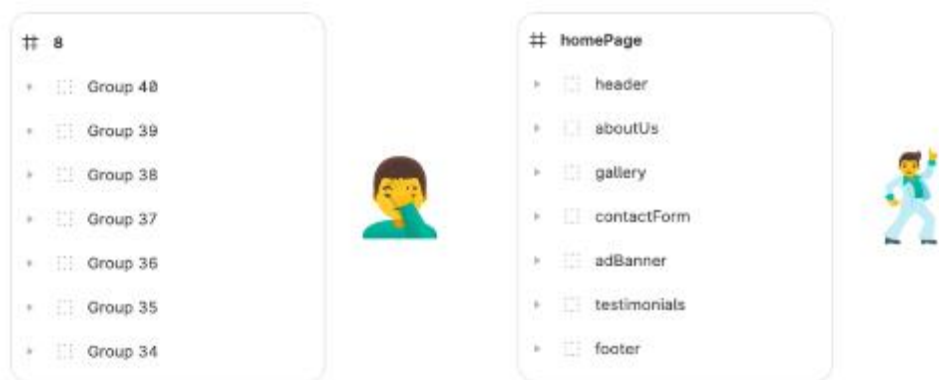 8
Group 40
Group 39
Group 38
Group 37
Group 36
Group 35
Group 34
homePage
header
aboutUs
gallery
contactForm
adBanner
testimonials
footer